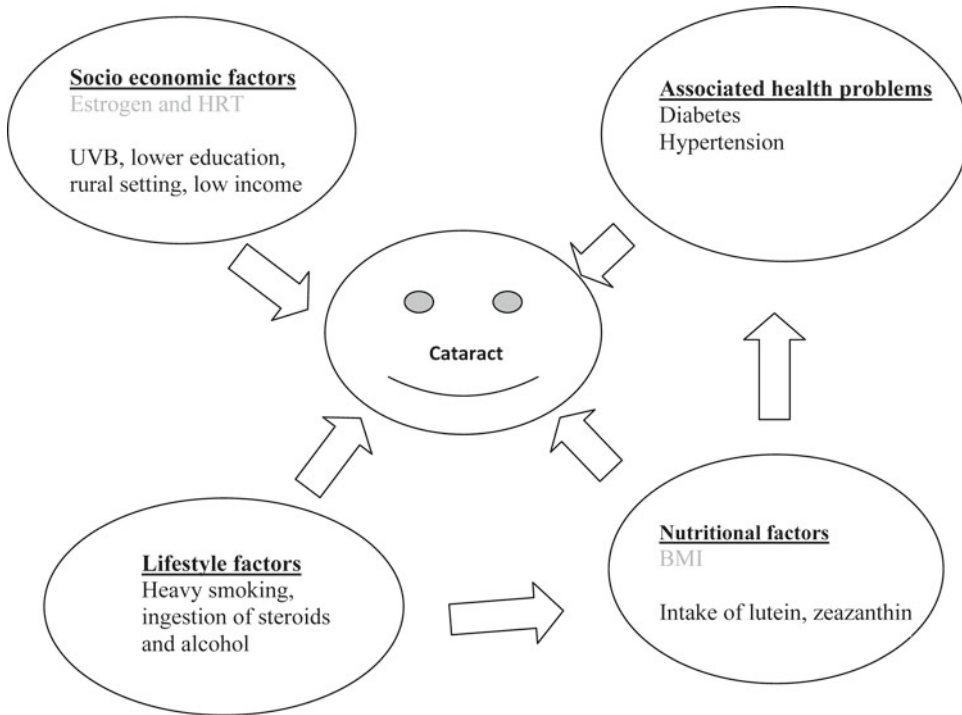 Socio economic factors
Estrogen and HRT
UVB, lower education,
rural setting, low income
Associated health problems
Diabetes
Hypertension
Cataract
Lifestyle factors
Heavy smoking,
ingestion of steroids
and alcohol
Nutritional factors
BMI
Intake of lutein, zeazanthin